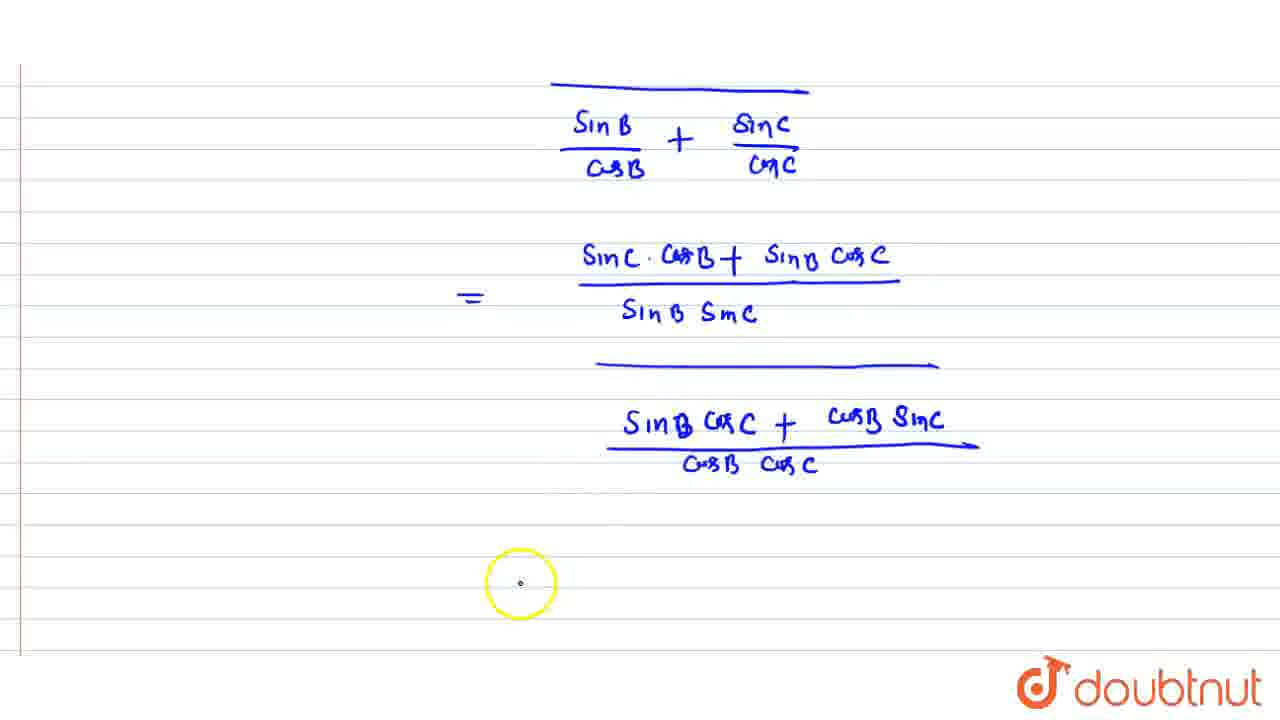 Sin B + Sin C
Cos B Cos C
= Sin C . Cos B + Sin B Cos C
Sin B Sin C
Sin B Cos C + Cos B Sin C
Cos B Cos C
doubtnut